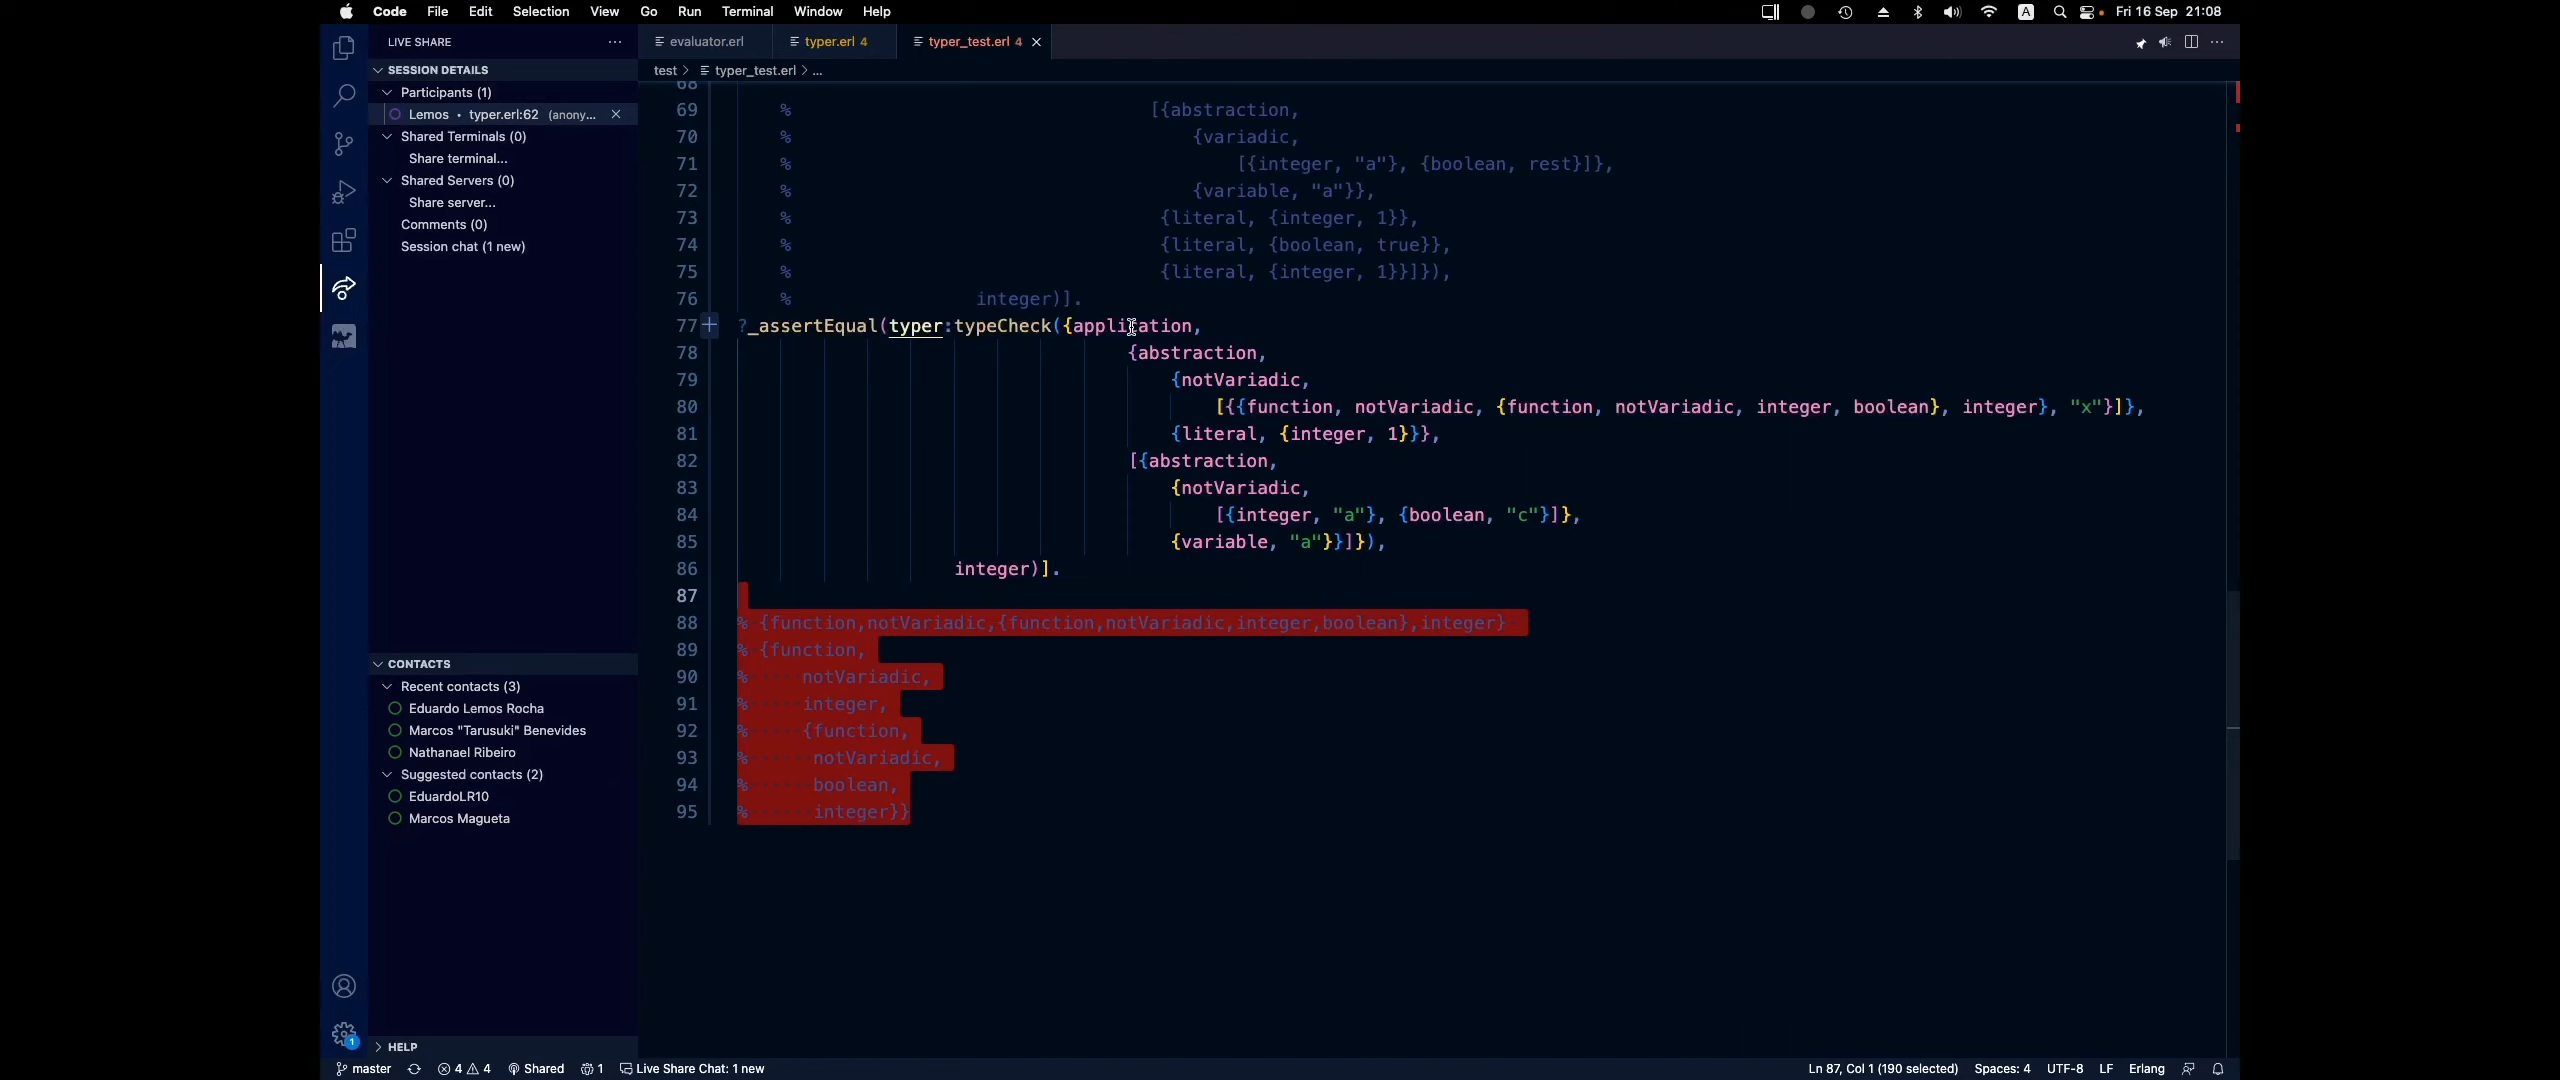 Code File Edit Selection View Go Run Terminal Window Help A Fri 16 Sep 21:08
LIVE SHARE ...
evaluator.erl typer.erl 4 typer_test.erl 4
SESSION DETAILS
test > typer_test.erl > ...
Participants (1)
Lemos • typer.erl:62 (anony...
Shared Terminals (0)
Share terminal...
Shared Servers (0)
Share server...
Comments (0)
Session chat (1 new)
CONTACTS
Recent contacts (3)
Eduardo Lemos Rocha
Marcos "Tarusuki" Benevides
Nathanael Ribeiro
Suggested contacts (2)
EduardoLR10
Marcos Magueta
HELP
68
69 % [{abstraction,
70 % {variadic,
71 % [{integer, "a"}, {boolean, rest}]},
72 % {variable, "a"}},
73 % {literal, {integer, 1}},
74 % {literal, {boolean, true}},
75 % {literal, {integer, 1}}]}),
76 % integer)].
77 ?_assertEqual(typer:typeCheck({application,
78 {abstraction,
79 {notVariadic,
80 [{{function, notVariadic, {function, notVariadic, integer, boolean}, integer}, "x"}]},
81 {literal, {integer, 1}}},
82 [{abstraction,
83 {notVariadic,
84 [{integer, "a"}, {boolean, "c"}]},
85 {variable, "a"}}]}),
86 integer)].
87
88 % {function,notVariadic,{function,notVariadic,integer,boolean},integer}
89 % {function,
90 % notVariadic,
91 % integer,
92 % {function,
93 % notVariadic,
94 % boolean,
95 % integer}}
1
master 4 4 Shared 1 Live Share Chat: 1 new Ln 87, Col 1 (190 selected) Spaces: 4 UTF-8 LF Erlang